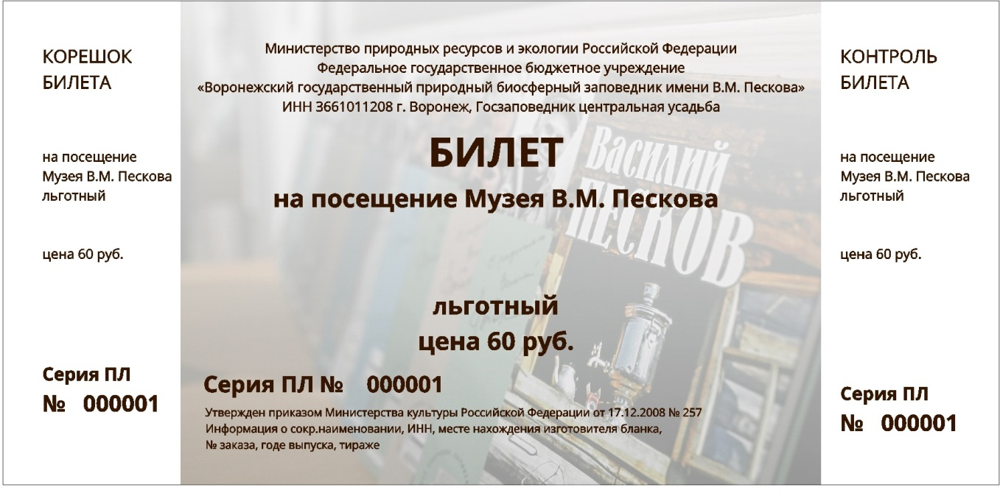 КОРЕШОК
БИЛЕТА
на посещение
Музея В.М. Пескова
льготный
цена 60 руб.
Серия ПЛ
№ 000001
Министерство природных ресурсов и экологии Российской Федерации
Федеральное государственное бюджетное учреждение
«Воронежский государственный природный биосферный заповедник имени В.М. Пескова»
ИНН 3661011208 г. Воронеж, Госзаповедник центральная усадьба
БИЛЕТ
на посещение Музея В.М. Пескова
Василий
Песков
льготный
цена 60 руб.
Серия ПЛ № 000001
Утвержден приказом Министерства культуры Российской Федерации от 17.12.2008 № 257
Информация о сокр.наименовании, ИНН, месте нахождения изготовителя бланка,
№ заказа, годе выпуска, тираже
КОНТРОЛЬ
БИЛЕТА
на посещение
Музея В.М. Пескова
льготный
цена 60 руб.
Серия ПЛ
№ 000001